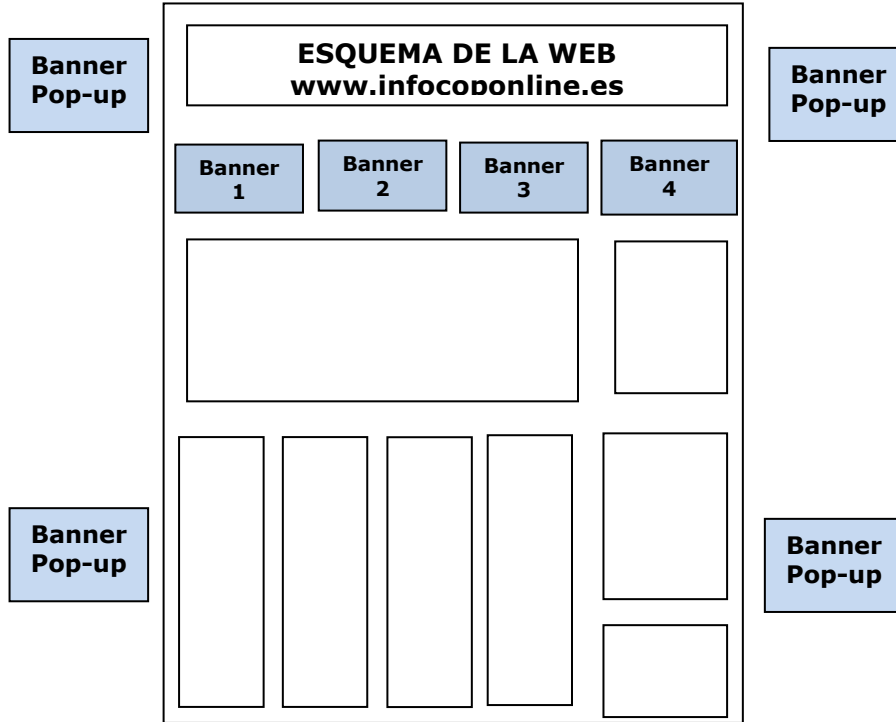 ESQUEMA DE LA WEB
www.infocoponline.es
Banner
Pop-up
Banner
Pop-up
Banner
1
Banner
2
Banner
3
Banner
4
Banner
Pop-up
Banner
Pop-up